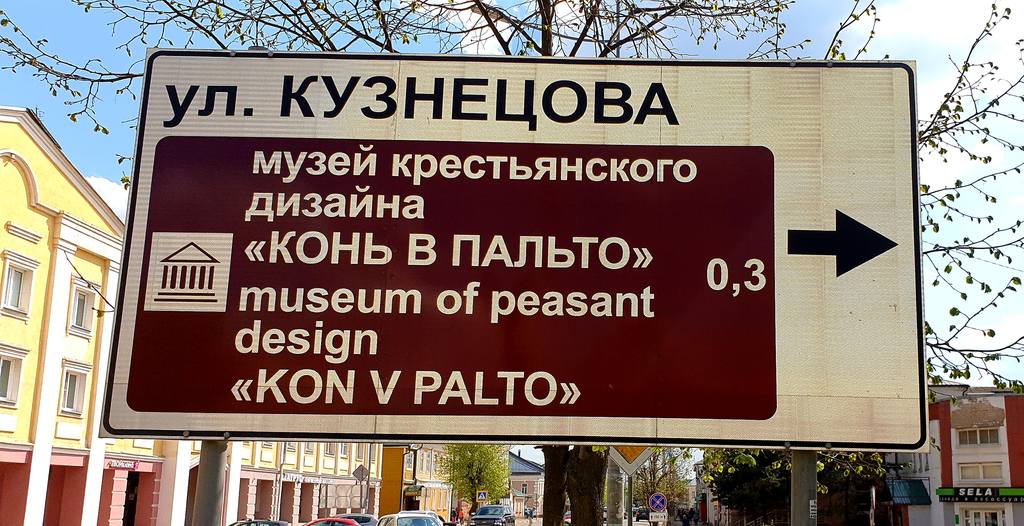 ул. КУЗНЕЦОВА
музей крестьянского
дизайна
«КОНЬ В ПАЛЬТО»
museum of peasant
design
«KON V PALTO»
0,3
SELA